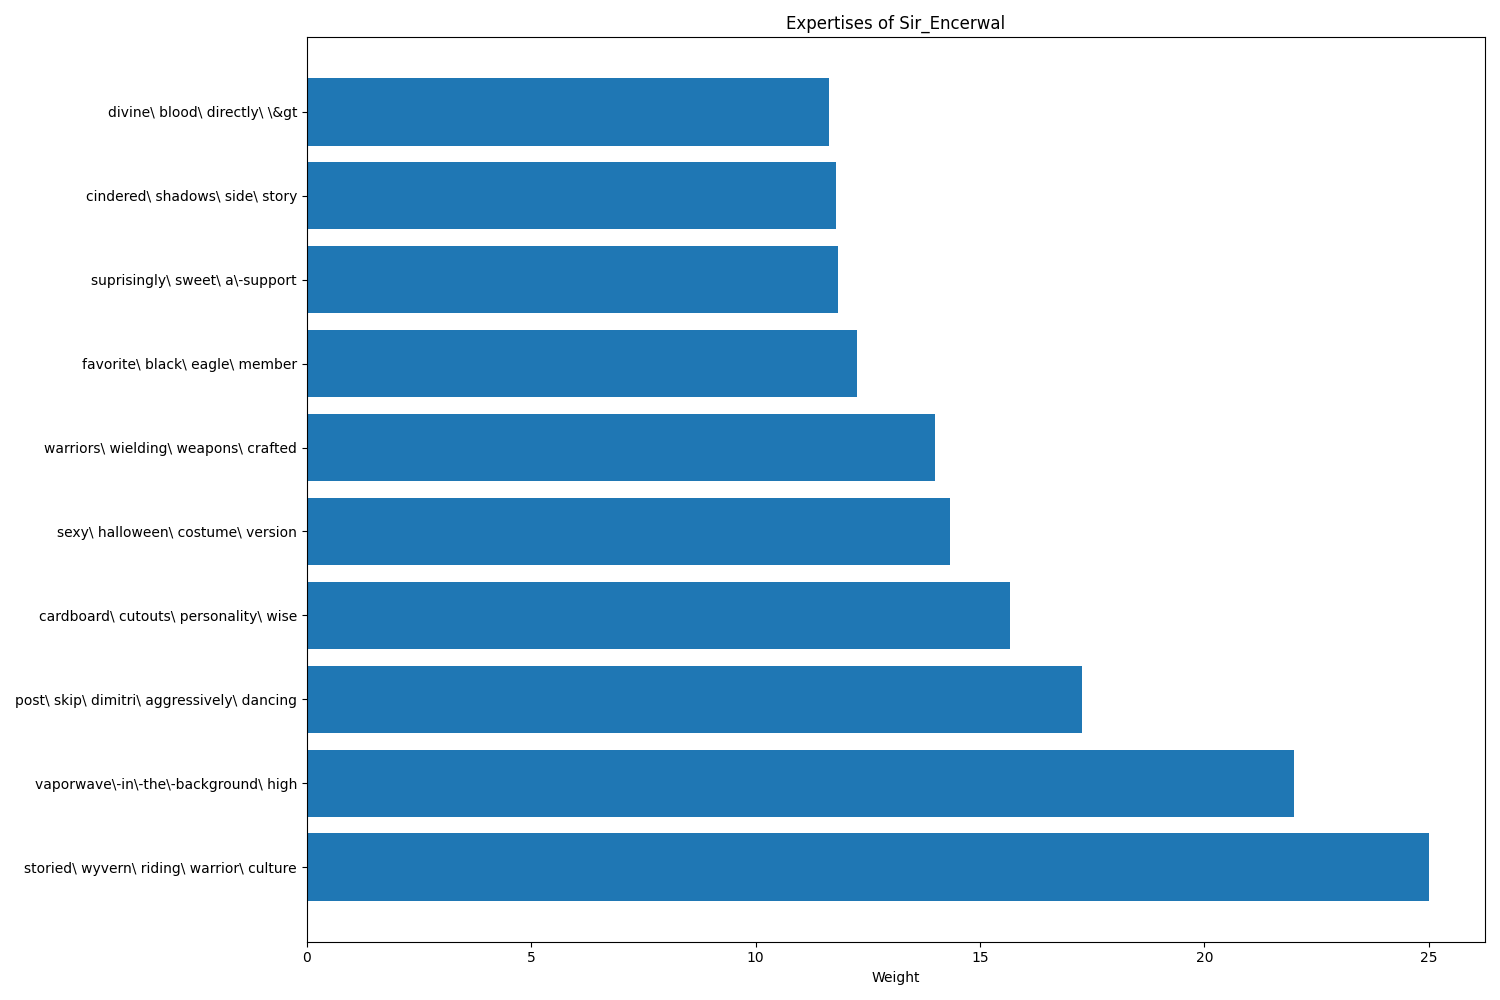 Expertises of Sir_Encerwal
divine\ blood\ directly\ \&gt
cindered\ shadows\ side\ story
suprisingly\ sweet\ a\-support
favorite\ black\ eagle\ member
warriors\ wielding\ weapons\ crafted
sexy\ halloween\ costume\ version
cardboard\ cutouts\ personality\ wise
post\ skip\ dimitri\ aggressively\ dancing
vaporwave\-in\-the\-background\ high
storied\ wyvern\ riding\ warrior\ culture
0 5 10 15 20 25
Weight